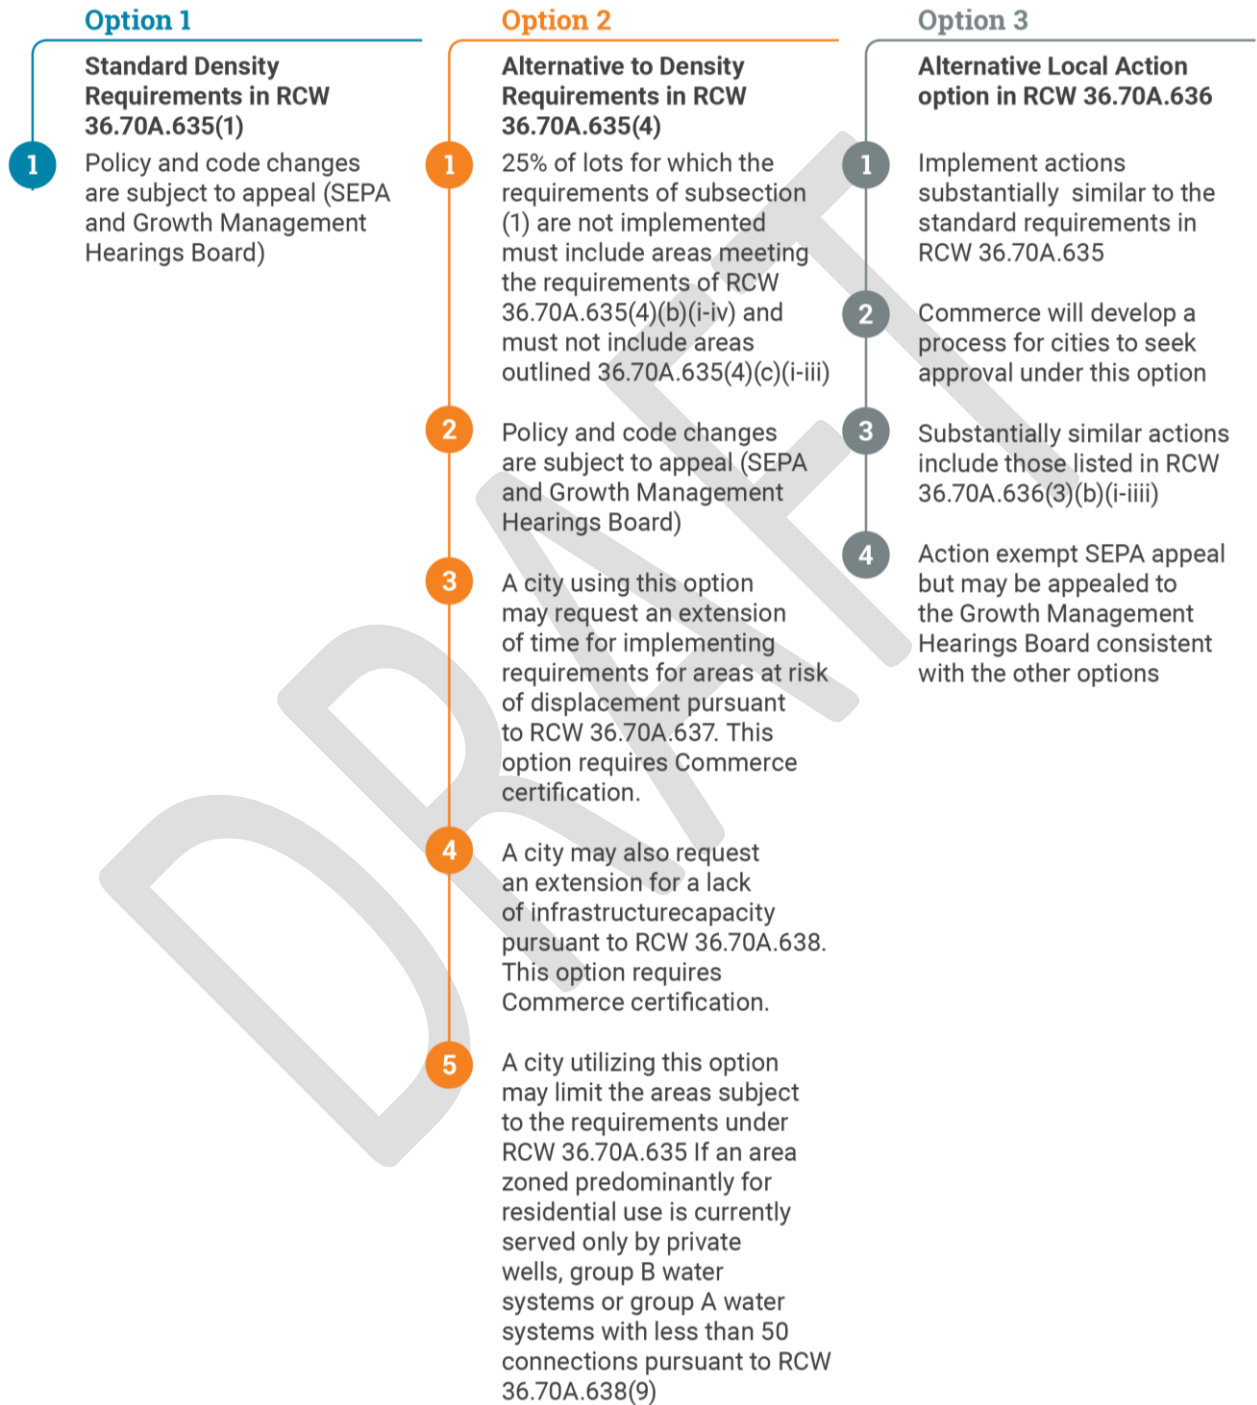 Option 1
Standard Density
Requirements in RCW
36.70A.635(1)
1
Policy and code changes
are subject to appeal (SEPA
and Growth Management
Hearings Board)
Option 2
Alternative to Density
Requirements in RCW
36.70A.635(4)
1
25% of lots for which the
requirements of subsection
(1) are not implemented
must include areas meeting
the requirements of RCW
36.70A.635(4)(b)(i-iv) and
must not include areas
outlined 36.70A.635(4)(c)(i-iii)
2
Policy and code changes
are subject to appeal (SEPA
and Growth Management
Hearings Board)
3
A city using this option
may request an extension
of time for implementing
requirements for areas at risk
of displacement pursuant
to RCW 36.70A.637. This
option requires Commerce
certification.
4
A city may also request
an extension for a lack
of infrastructurecapacity
pursuant to RCW 36.70A.638.
This option requires
Commerce certification.
5
A city utilizing this option
may limit the areas subject
to the requirements under
RCW 36.70A.635 If an area
zoned predominantly for
residential use is currently
served only by private
wells, group B water
systems or group A water
systems with less than 50
connections pursuant to RCW
36.70A.638(9)
Option 3
Alternative Local Action
option in RCW 36.70A.636
1
Implement actions
substantially similar to the
standard requirements in
RCW 36.70A.635
2
Commerce will develop a
process for cities to seek
approval under this option
3
Substantially similar actions
include those listed in RCW
36.70A.636(3)(b)(i-iiii)
4
Action exempt SEPA appeal
but may be appealed to
the Growth Management
Hearings Board consistent
with the other options
DRAFT